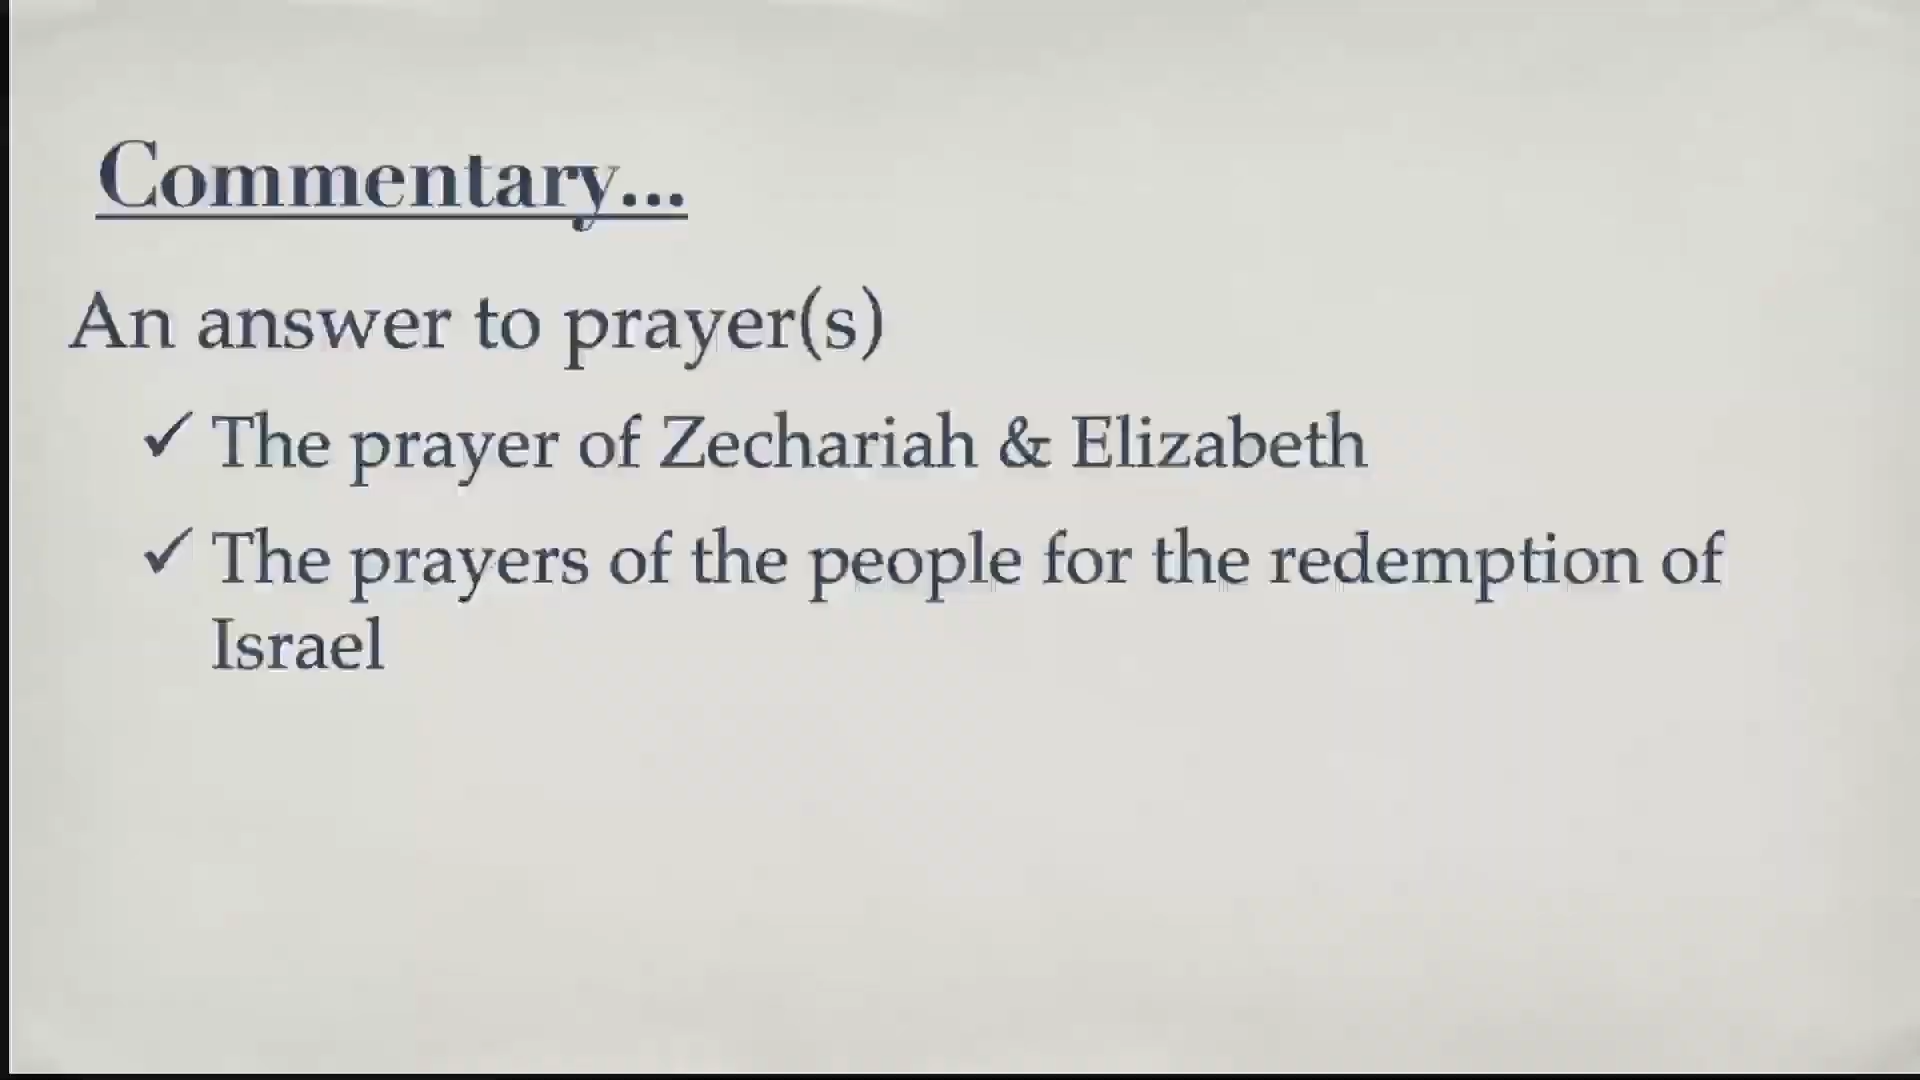 Commentary...
An answer to prayer(s)
✓ The prayer of Zechariah & Elizabeth
✓ The prayers of the people for the redemption of
Israel